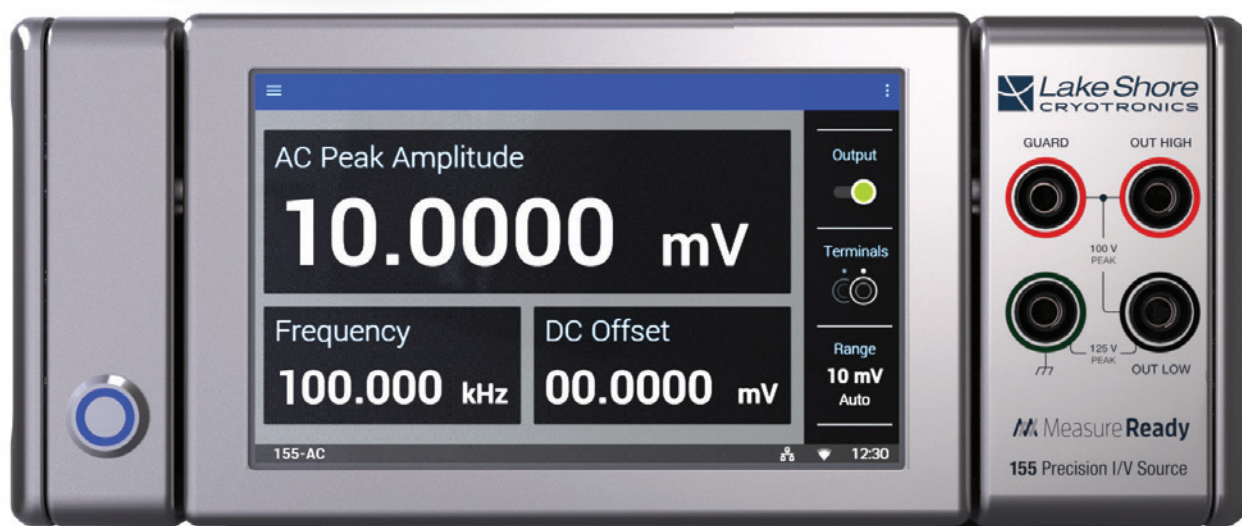 AC Peak Amplitude
10.0000 mV
Frequency
100.000 kHz
DC Offset
00.0000 mV
Output
Terminals
Range
10 mV
Auto
155-AC
12:30
Lake Shore
CRYOTRONICS
GUARD OUT HIGH
100 V
PEAK
125 V
PEAK
OUT LOW
MeasureReady
155 Precision I/V Source